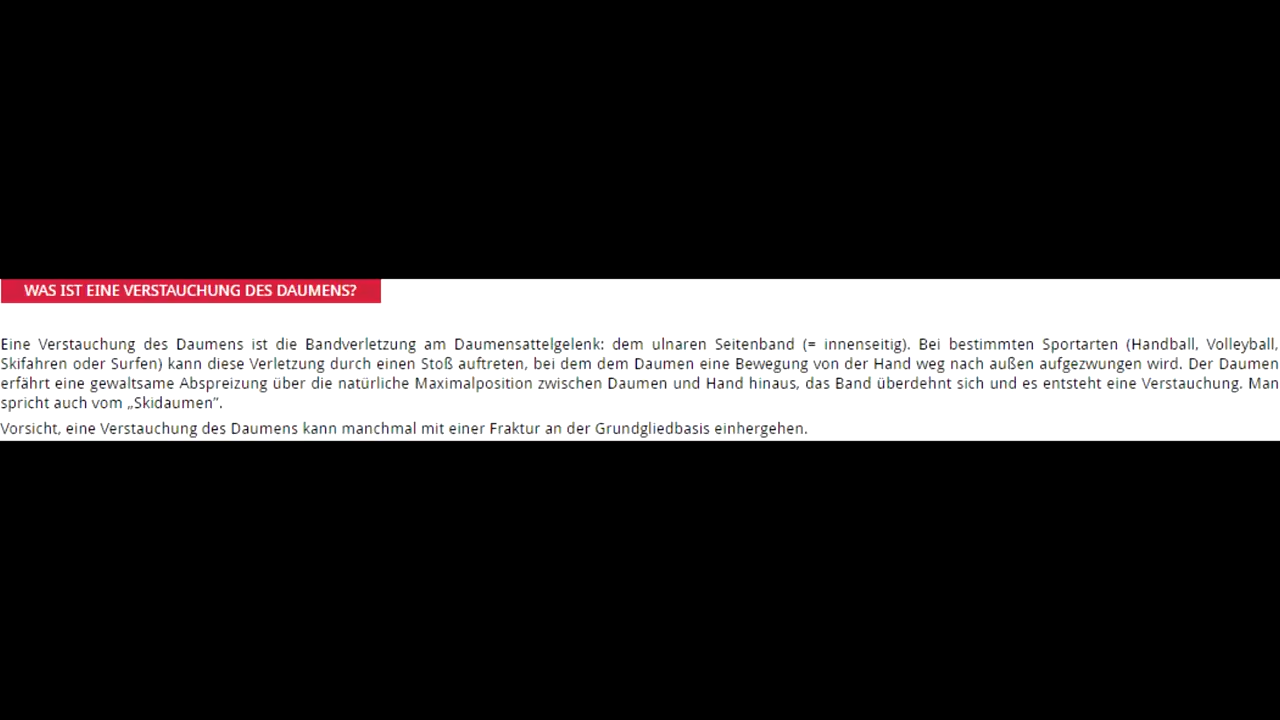 WAS IST EINE VERSTAUCHUNG DES DAUMENS?
Eine Verstauchung des Daumens ist die Bandverletzung am Daumensattelgelenk: dem ulnaren Seitenband (= innenseitig). Bei bestimmten Sportarten (Handball, Volleyball,
Skifahren oder Surfen) kann diese Verletzung durch einen Stoß auftreten, bei dem dem Daumen eine Bewegung von der Hand weg nach außen aufgezwungen wird. Der Daumen
erfährt eine gewaltsame Abspreizung über die natürliche Maximalposition zwischen Daumen und Hand hinaus, das Band überdehnt sich und es entsteht eine Verstauchung. Man
spricht auch vom „Skidaumen”.
Vorsicht, eine Verstauchung des Daumens kann manchmal mit einer Fraktur an der Grundgliedbasis einhergehen.